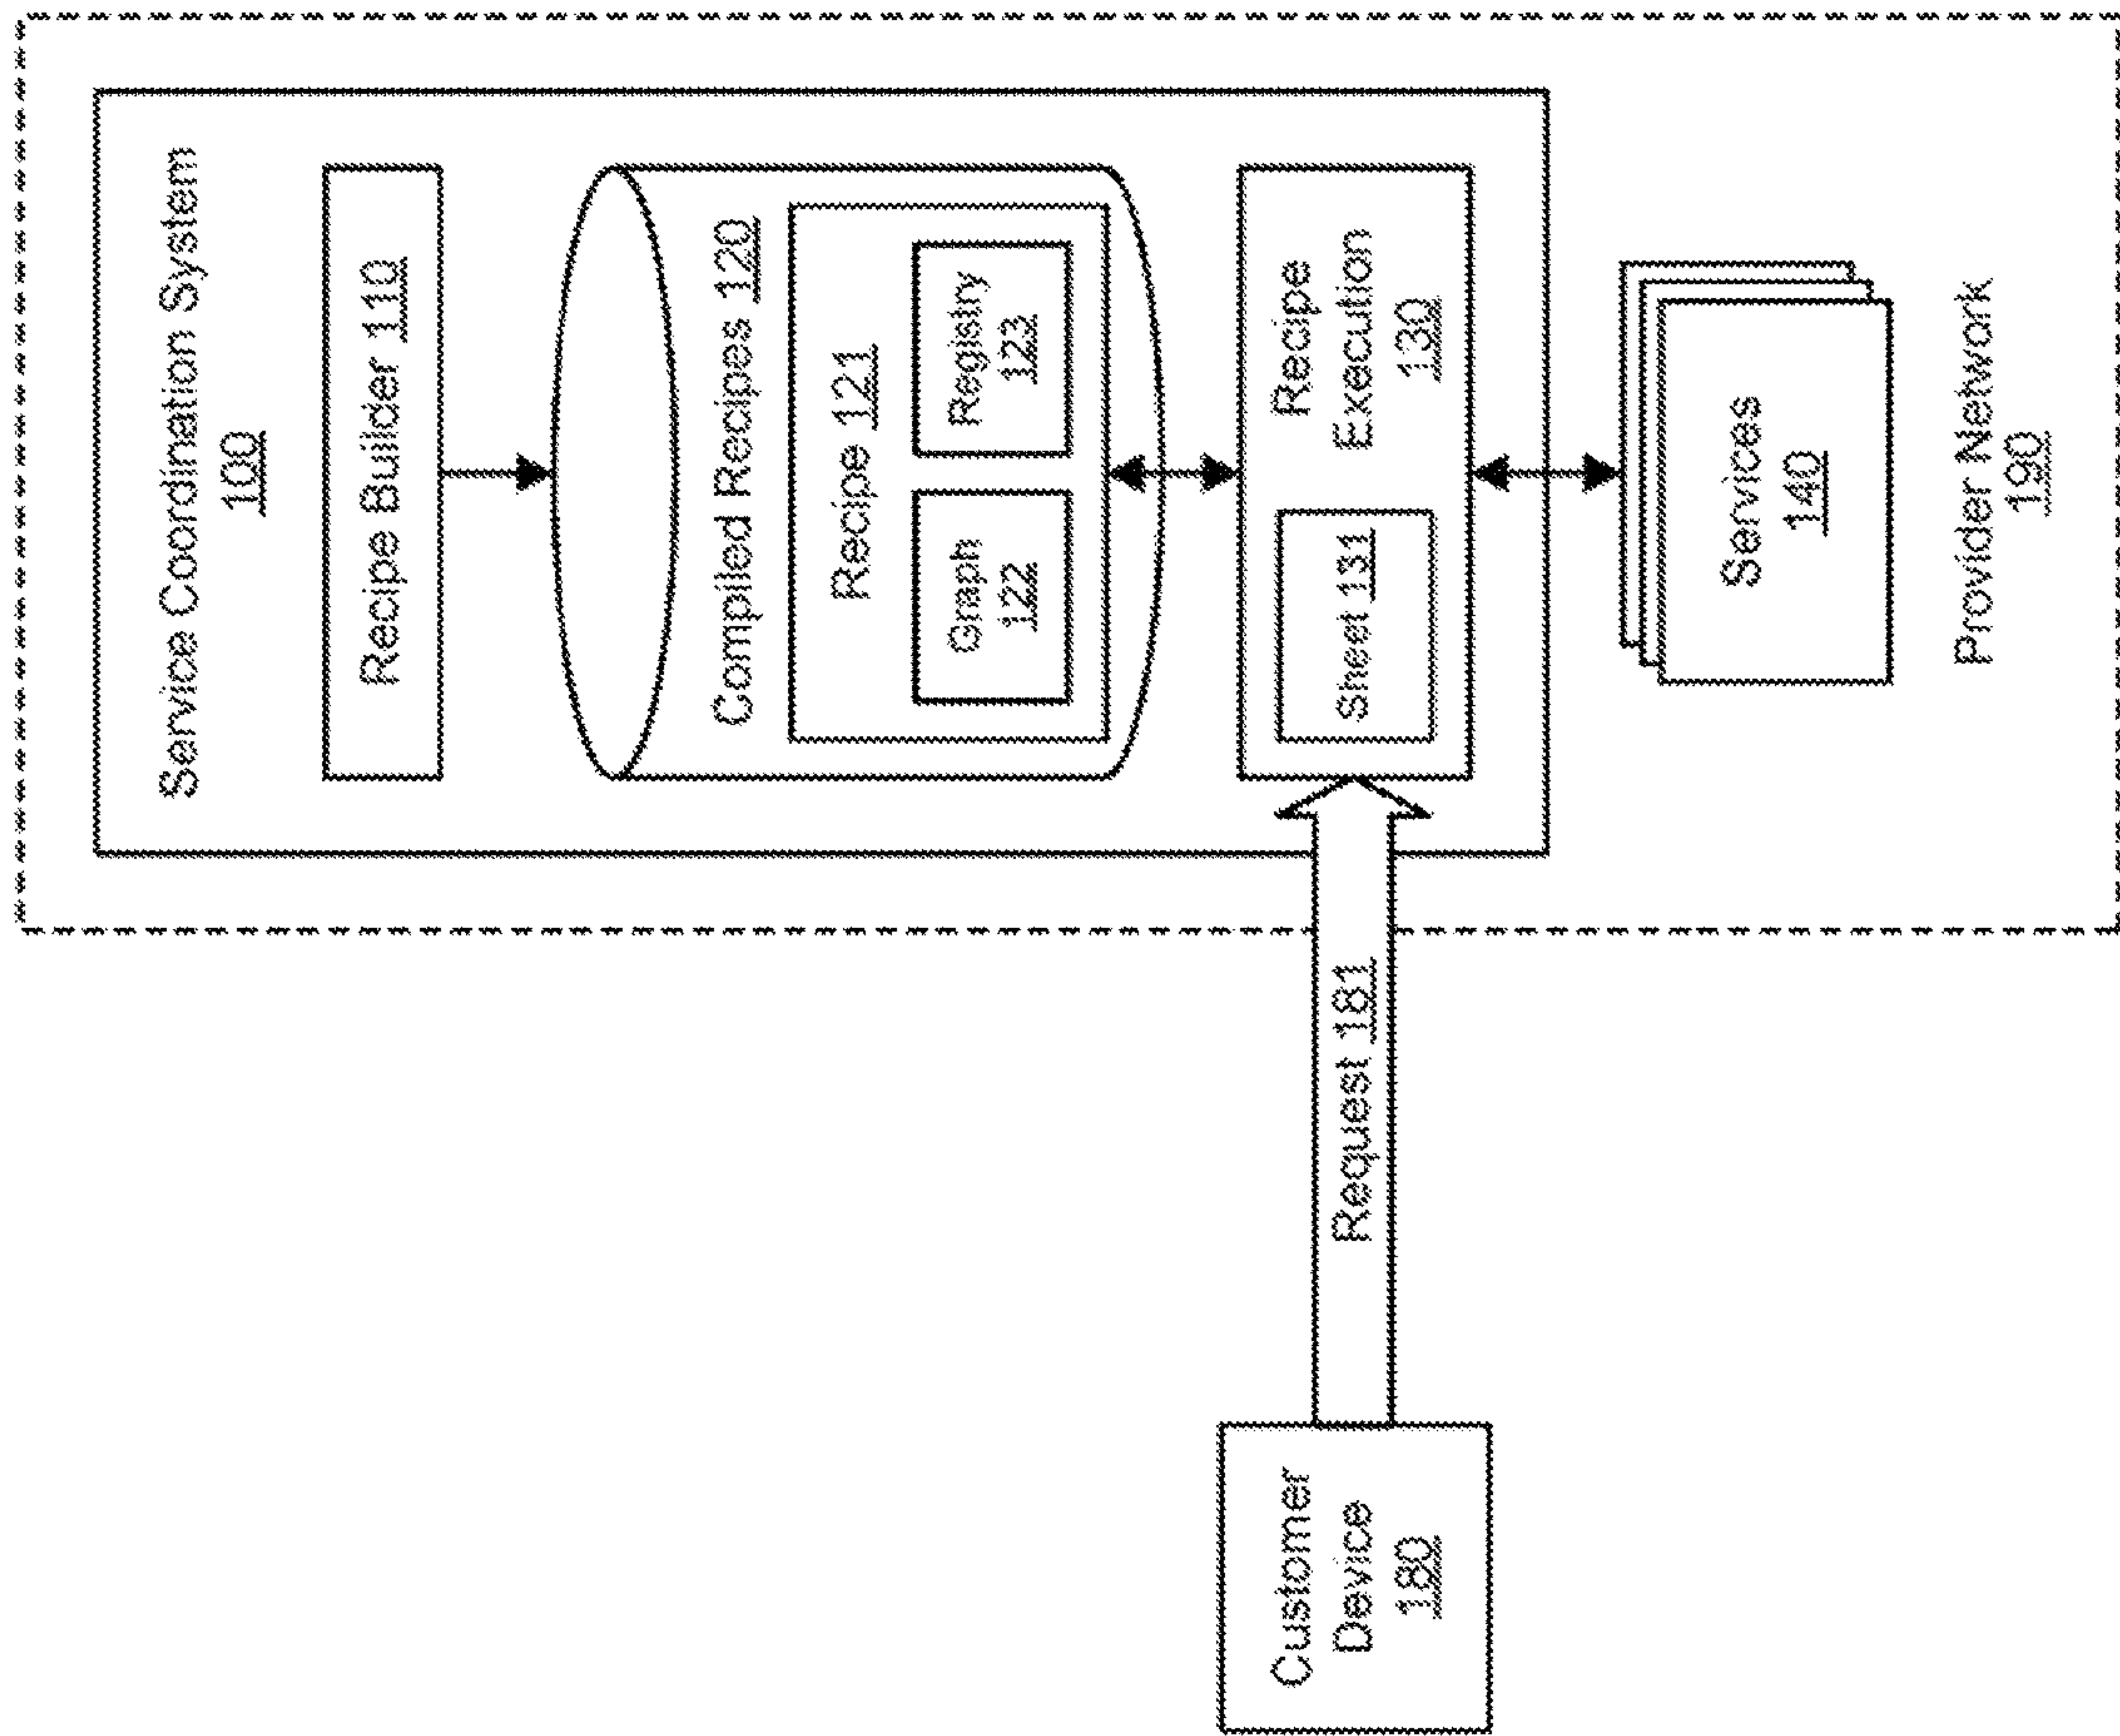 Service Coordination System
100
Recipe Builder 110
Compiled Recipes 120
Recipe 121
Graph
122
Registry
123
Recipe
Execution
130
Sheet 131
Services
140
Provider Network
190
Request 181
Customer
Device
180